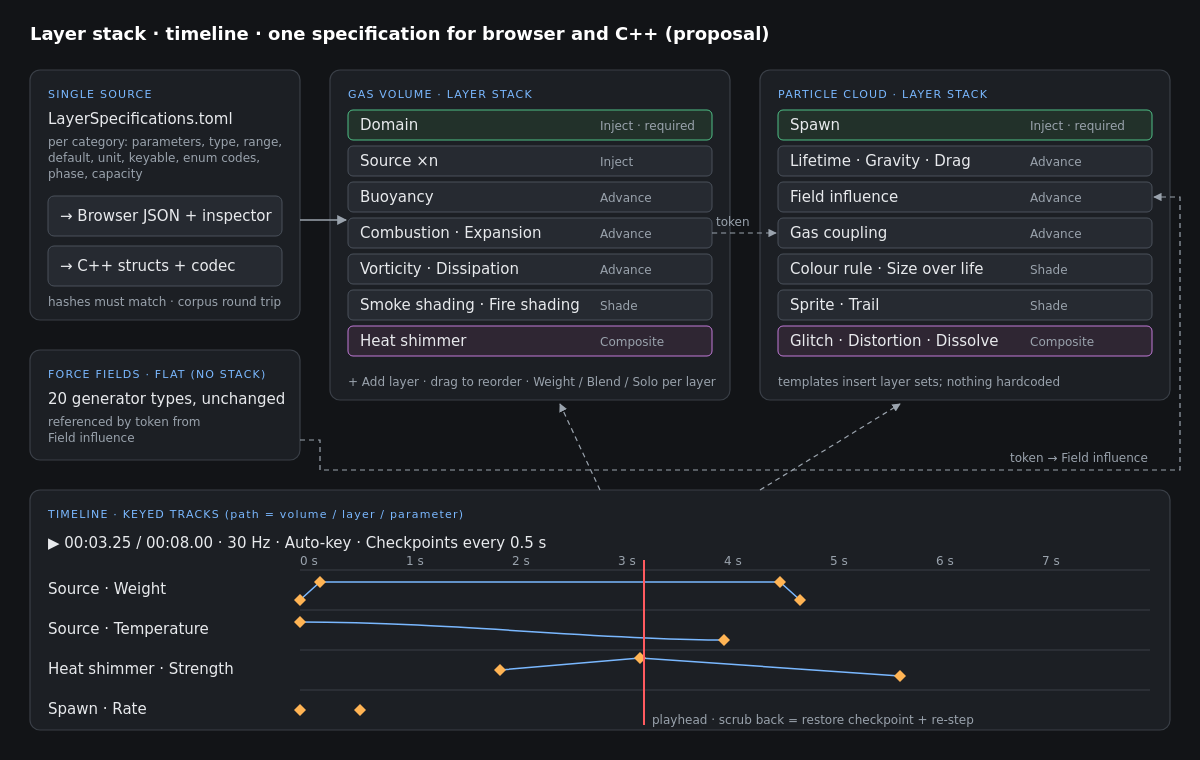 Layer stack · timeline · one specification for browser and C++ (proposal)
SINGLE SOURCE
LayerSpecifications.toml
per category: parameters, type, range,
default, unit, keyable, enum codes,
phase, capacity
→ Browser JSON + inspector
→ C++ structs + codec
hashes must match · corpus round trip
FORCE FIELDS · FLAT (NO STACK)
20 generator types, unchanged
referenced by token from
Field influence
GAS VOLUME · LAYER STACK
Domain Inject · required
Source ×n Inject
Buoyancy Advance
Combustion · Expansion Advance
Vorticity · Dissipation Advance
Smoke shading · Fire shading Shade
Heat shimmer Composite
+ Add layer · drag to reorder · Weight / Blend / Solo per layer
token
PARTICLE CLOUD · LAYER STACK
Spawn Inject · required
Lifetime · Gravity · Drag Advance
Field influence Advance
Gas coupling Advance
Colour rule · Size over life Shade
Sprite · Trail Shade
Glitch · Distortion · Dissolve Composite
templates insert layer sets; nothing hardcoded
token → Field influence
TIMELINE · KEYED TRACKS (path = volume / layer / parameter)
▶ 00:03.25 / 00:08.00 · 30 Hz · Auto-key · Checkpoints every 0.5 s
0 s 1 s 2 s 3 s 4 s 5 s 6 s 7 s
Source · Weight
Source · Temperature
Heat shimmer · Strength
Spawn · Rate
playhead · scrub back = restore checkpoint + re-step